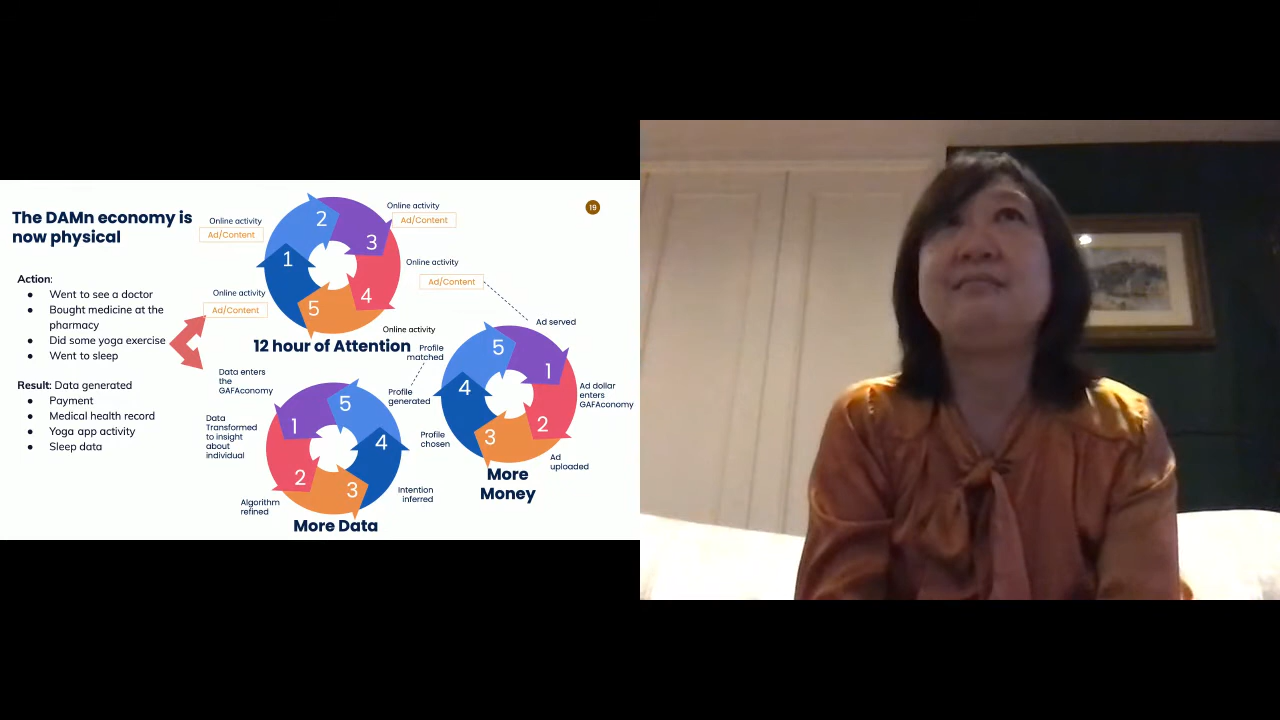 The DAMn economy is
now physical
19
Action:
● Went to see a doctor
● Bought medicine at the
pharmacy
● Did some yoga exercise
● Went to sleep
Result: Data generated
● Payment
● Medical health record
● Yoga app activity
● Sleep data
Online activity
Ad/Content
Online activity
Ad/Content
Online activity
Ad/Content
Online activity
Ad/Content
Online activity
1
2
3
4
5
12 hour of Attention
Data enters
the
GAFAconomy
Data
Transformed
to insight
about
individual
Algorithm
refined
Intention
inferred
Profile
generated
1
2
3
4
5
More Data
Ad served
Ad dollar
enters
GAFAconomy
Ad
uploaded
Profile
chosen
Profile
matched
1
2
3
4
5
More
Money